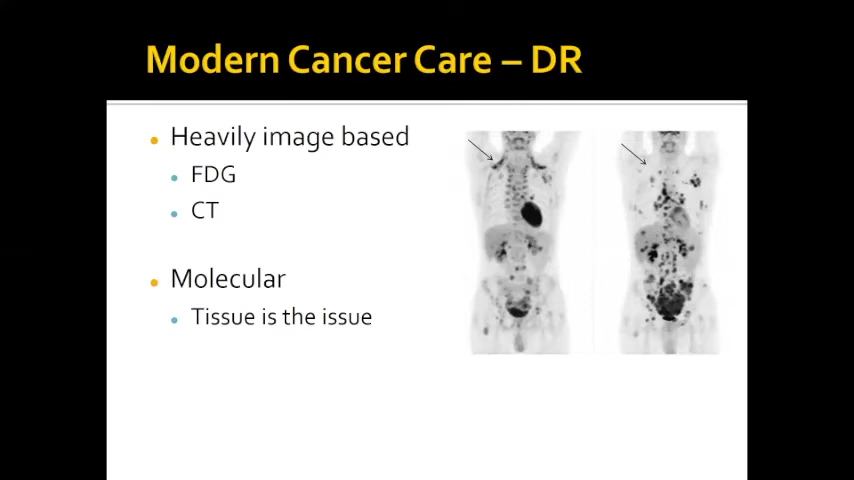 Modern Cancer Care – DR
Heavily image based
FDG
CT
Molecular
Tissue is the issue